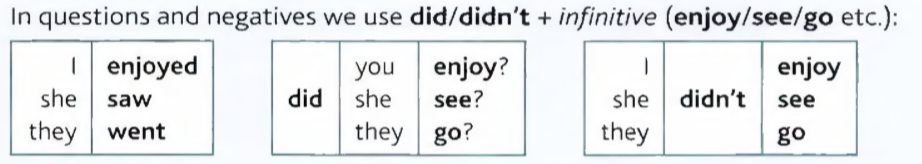 In questions and negatives we use did/didn't + infinitive (enjoy/see/go etc.):
I enjoyed
she saw
they went
did
you enjoy?
she see?
they go?
didn't
I enjoy
she see
they go